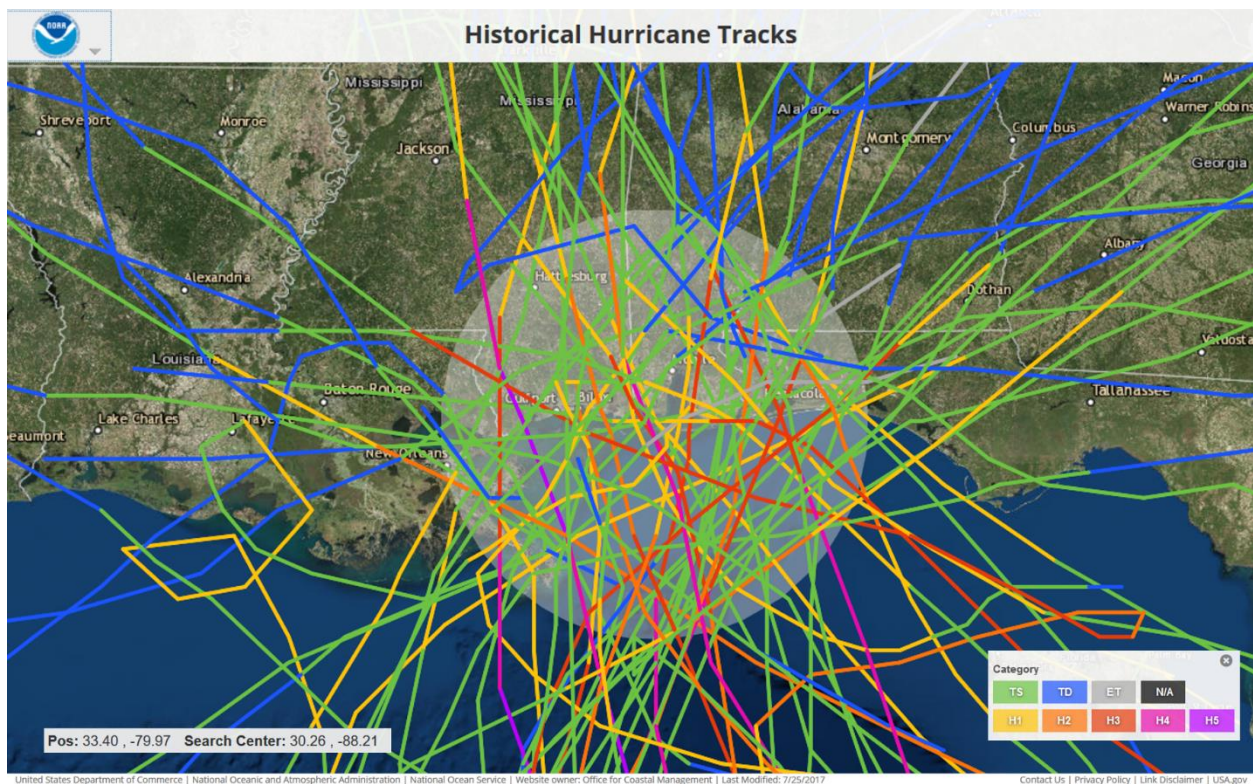 NOAA
Historical Hurricane Tracks
Mississippi
Mississippi
Alabama
Macon
Shreveport
Monroe
Warner Robins
Montgomery
Columbus
Jackson
Georgia
Albany
Alexandria
Hattiesburg
Dothan
Louisiana
Valdosta
Baton Rouge
Tallahassee
Lake Charles
Lafayette
Beaumont
New Orleans
Category
TS TD ET N/A
H1 H2 H3 H4 H5
Pos: 33.40 , -79.97 Search Center: 30.26 , -88.21
United States Department of Commerce | National Oceanic and Atmospheric Administration | National Ocean Service | Website owner: Office for Coastal Management | Last Modified: 7/25/2017
Contact Us | Privacy Policy | Link Disclaimer | USA.gov